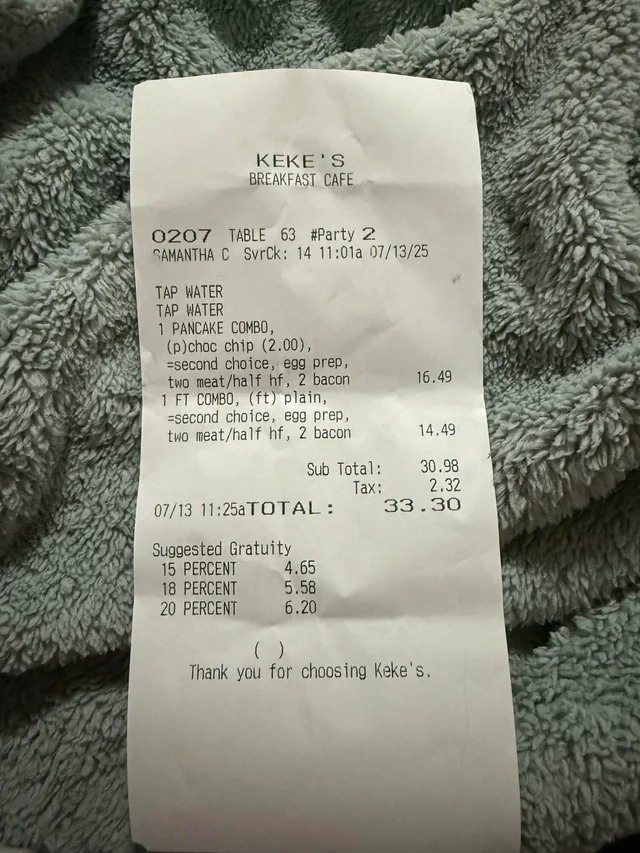 KEKE'S
BREAKFAST CAFE
0207 TABLE 63 #Party 2
SAMANTHA C SvrCk: 14 11:01a 07/13/25
TAP WATER
TAP WATER
1 PANCAKE COMBO,
(p)choc chip (2.00),
=second choice, egg prep,
two meat/half hf, 2 bacon 16.49
1 FT COMBO, (ft) plain,
=second choice, egg prep,
two meat/half hf, 2 bacon 14.49
Sub Total: 30.98
Tax: 2.32
07/13 11:25aTOTAL: 33.30
Suggested Gratuity
15 PERCENT 4.65
18 PERCENT 5.58
20 PERCENT 6.20
( )
Thank you for choosing Keke's.